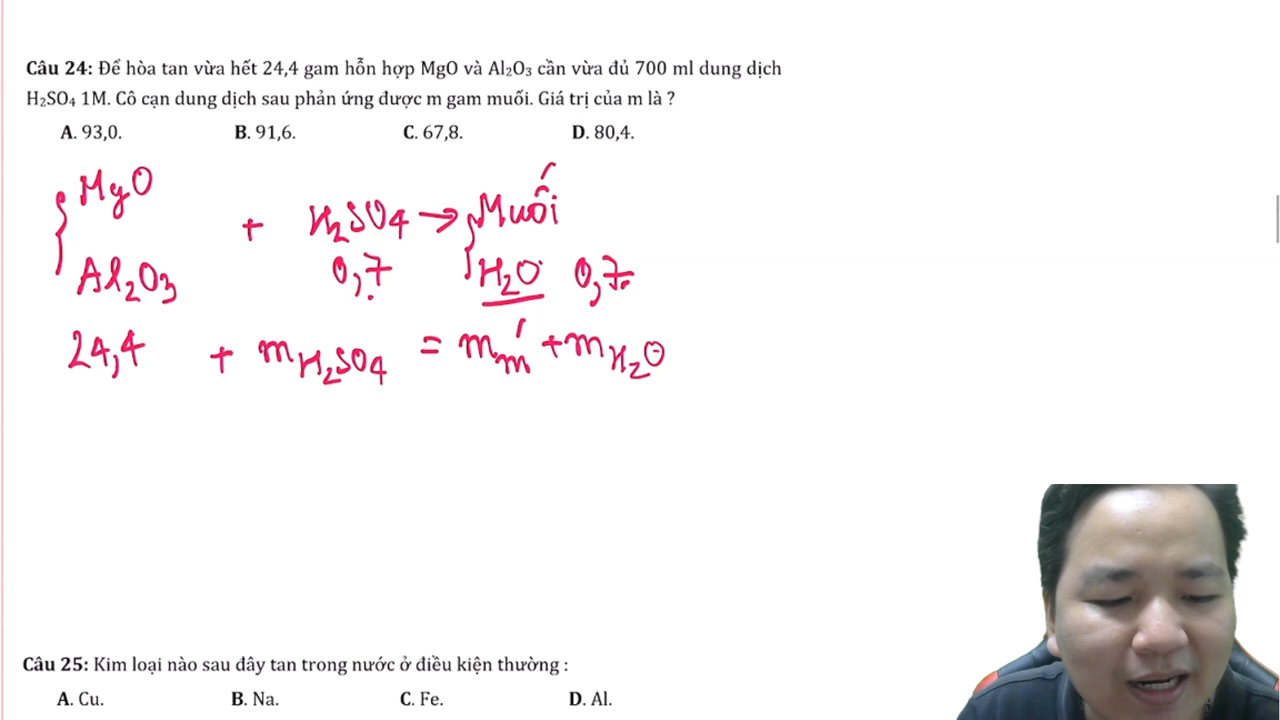 Câu 24: Để hòa tan vừa hết 24,4 gam hỗn hợp MgO và Al₂O₃ cần vừa đủ 700 ml dung dịch
H₂SO₄ 1M. Cô cạn dung dịch sau phản ứng được m gam muối. Giá trị của m là ?
A. 93,0. B. 91,6. C. 67,8. D. 80,4.
MgO + H₂SO₄ → Muối
Al₂O₃ 0,7 H₂O 0,7
24,4 + m H₂SO₄ = m m' + m H₂O
Câu 25: Kim loại nào sau đây tan trong nước ở điều kiện thường :
A. Cu. B. Na. C. Fe. D. Al.